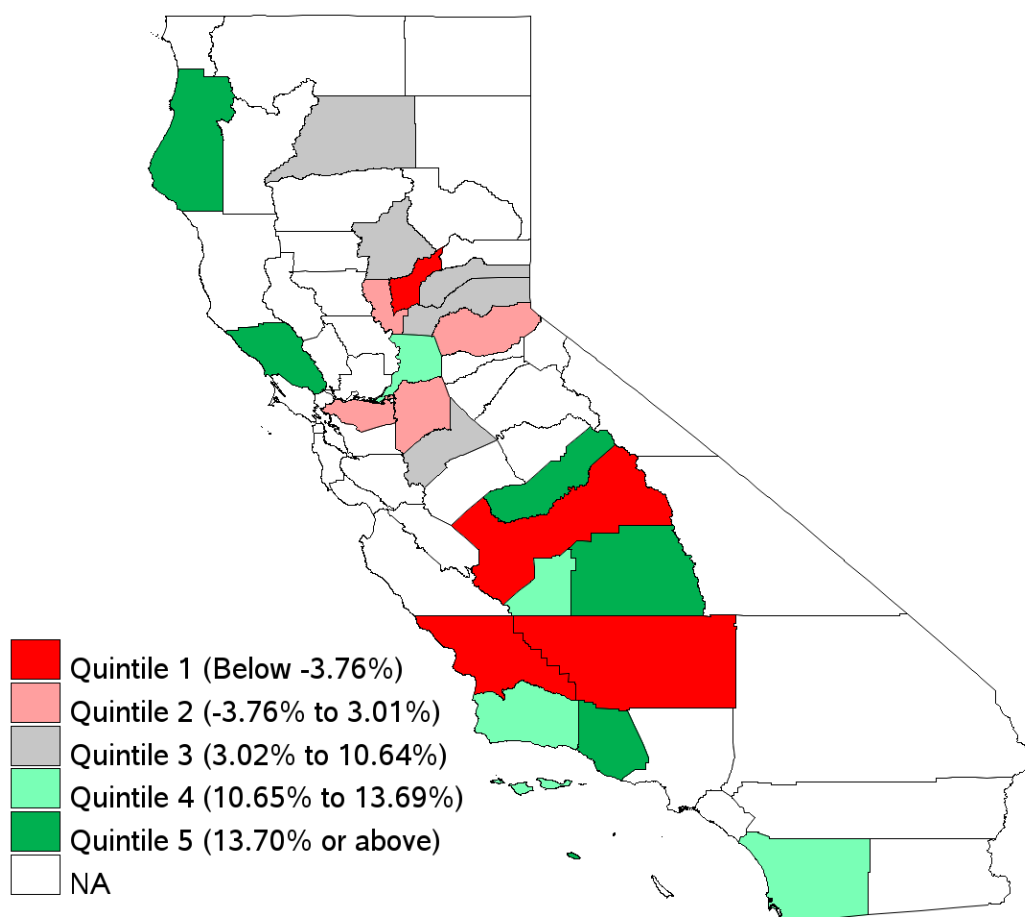 Quintile 1 (Below -3.76%)
Quintile 2 (-3.76% to 3.01%)
Quintile 3 (3.02% to 10.64%)
Quintile 4 (10.65% to 13.69%)
Quintile 5 (13.70% or above)
NA